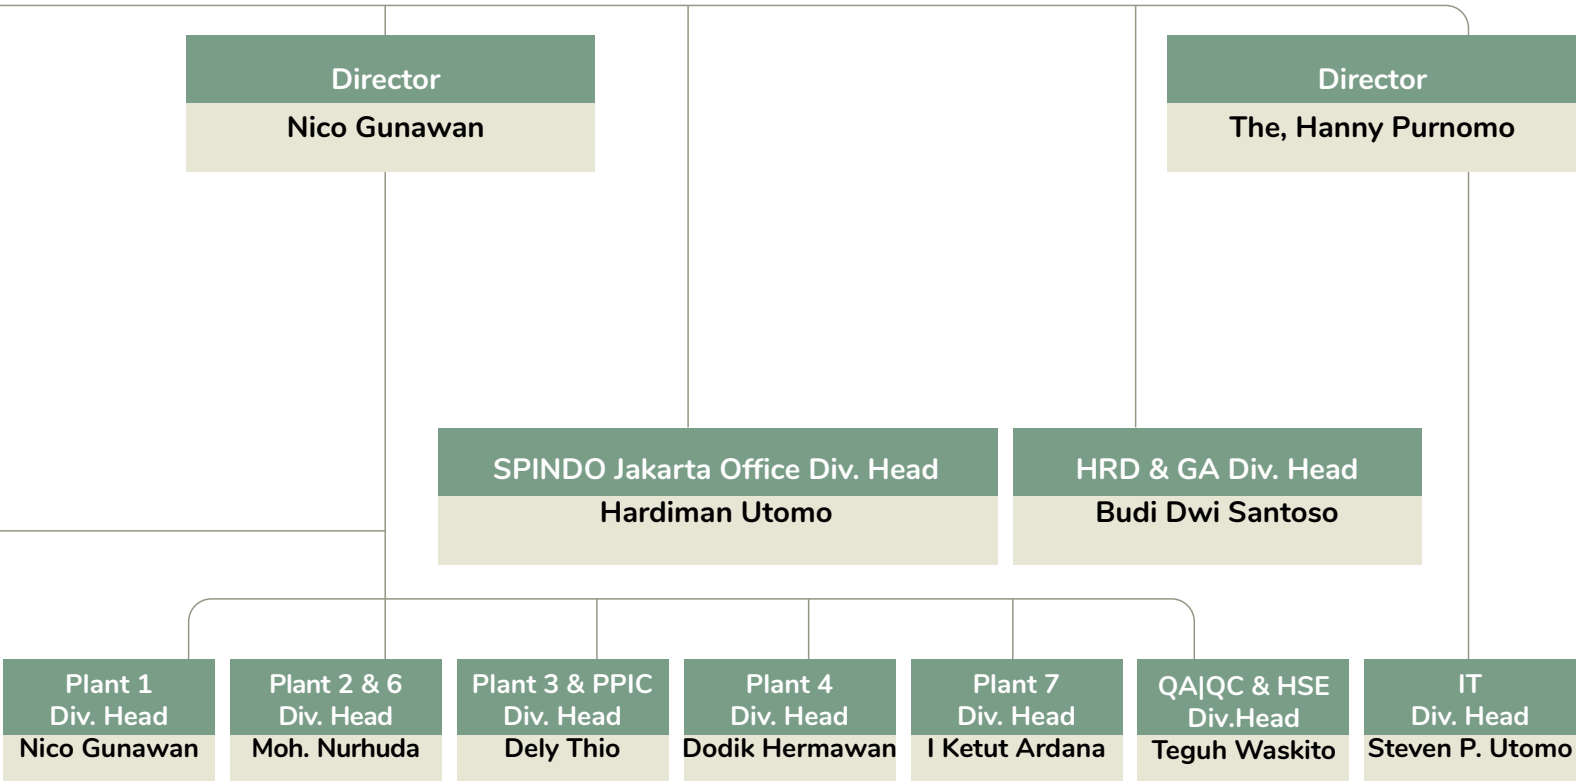 Director
Nico Gunawan
Director
The, Hanny Purnomo
SPINDO Jakarta Office Div. Head
Hardiman Utomo
HRD & GA Div. Head
Budi Dwi Santoso
Plant 1
Div. Head
Nico Gunawan
Plant 2 & 6
Div. Head
Moh. Nurhuda
Plant 3 & PPIC
Div. Head
Dely Thio
Plant 4
Div. Head
Dodik Hermawan
Plant 7
Div. Head
I Ketut Ardana
QA|QC & HSE
Div.Head
Teguh Waskito
IT
Div. Head
Steven P. Utomo